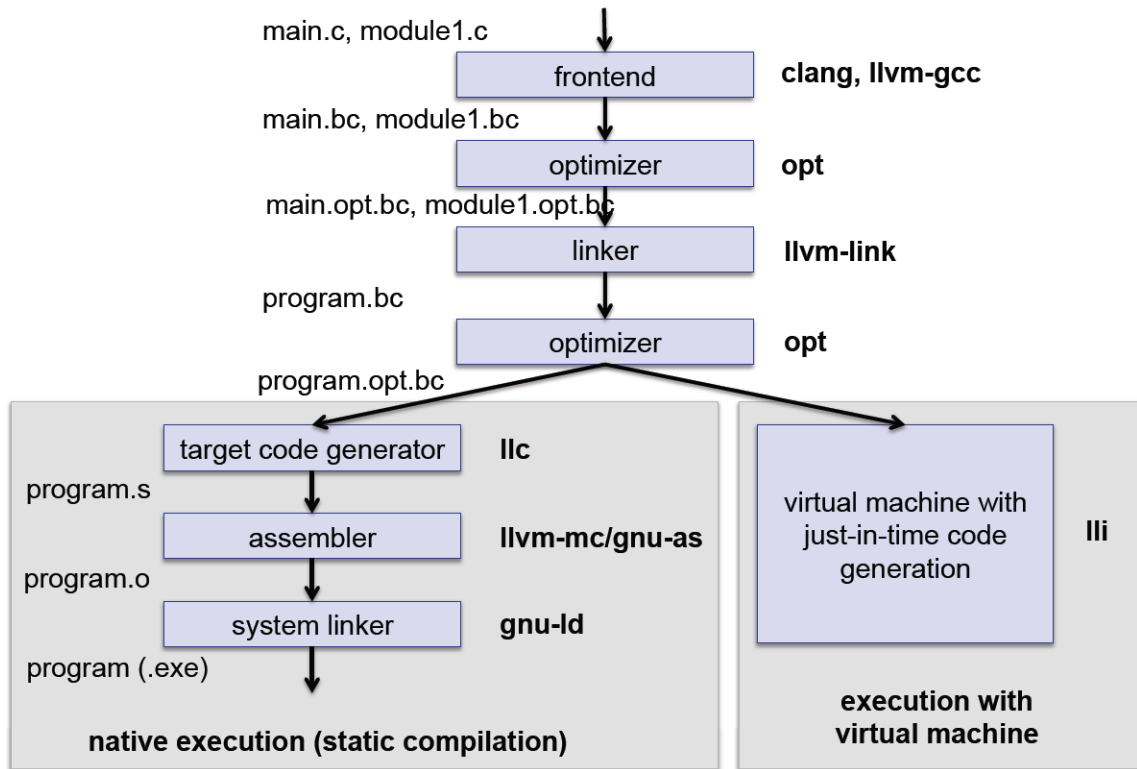 main.c, module1.c
frontend
clang, llvm-gcc
main.bc, module1.bc
optimizer
opt
main.opt.bc, module1.opt.bc
linker
llvm-link
program.bc
optimizer
opt
program.opt.bc
target code generator
llc
program.s
assembler
llvm-mc/gnu-as
program.o
system linker
gnu-ld
program (.exe)
native execution (static compilation)
virtual machine with
just-in-time code
generation
lli
execution with
virtual machine